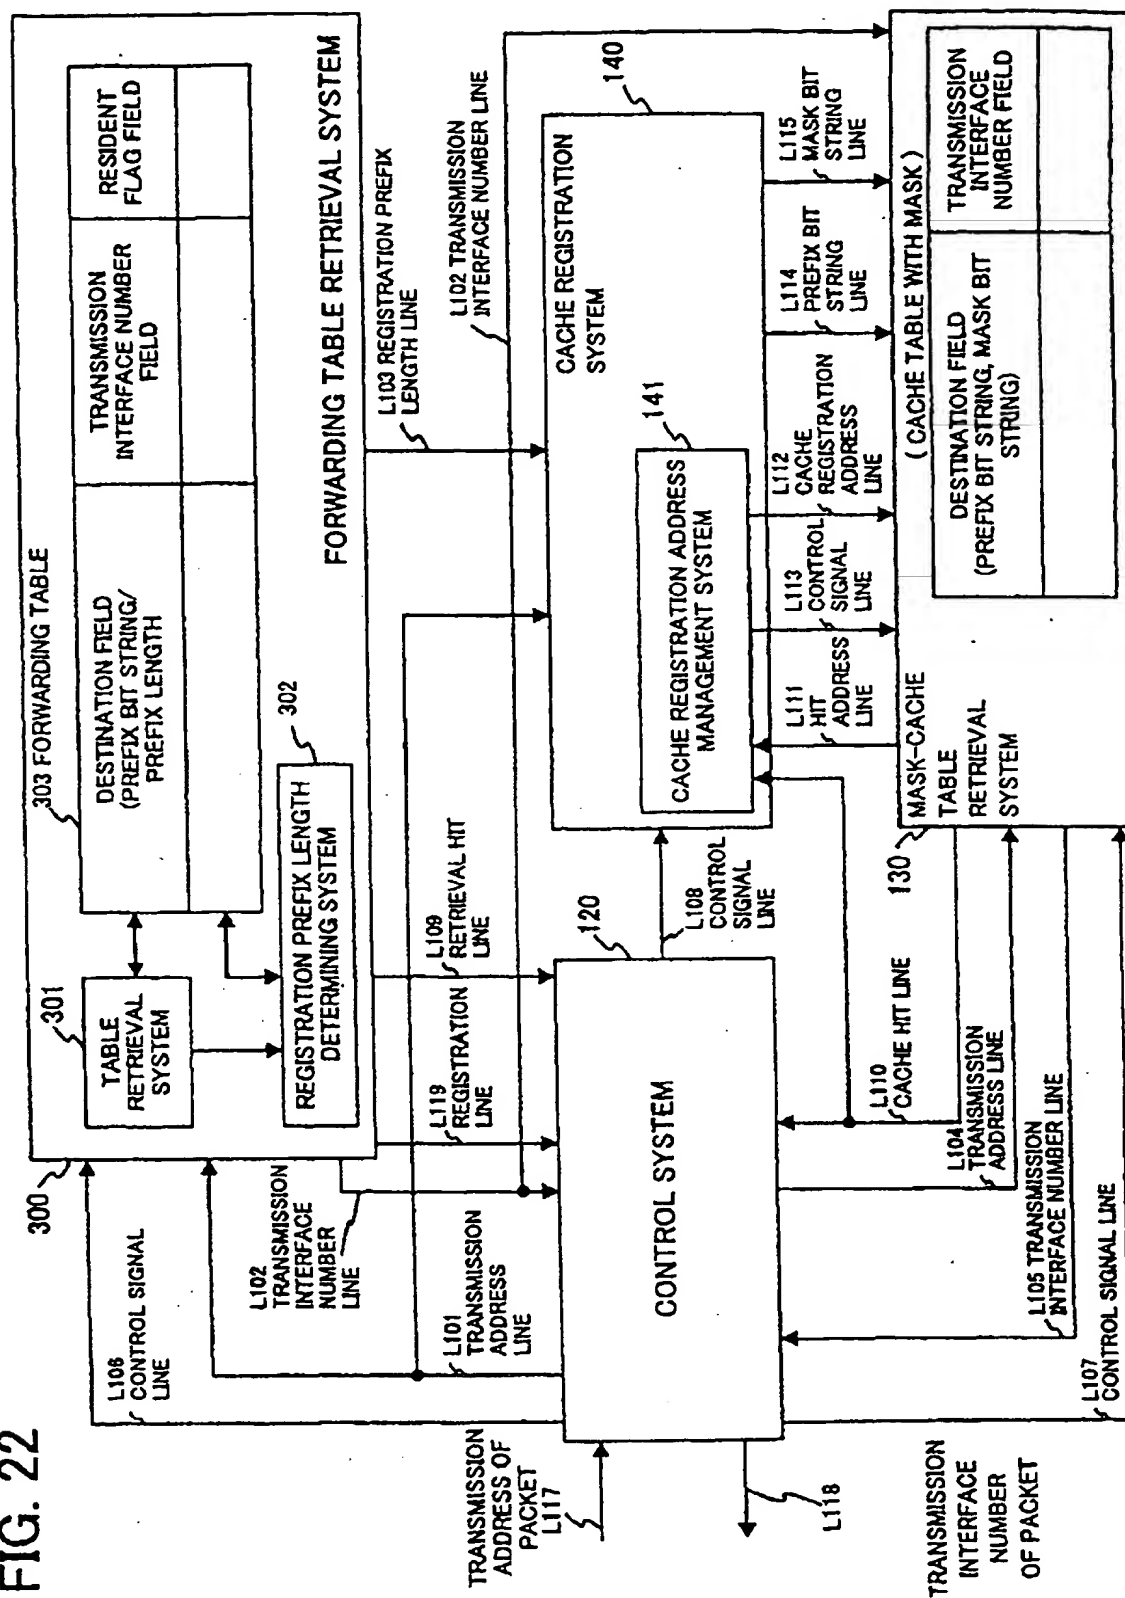 FIG. 22
303 FORWARDING TABLE
DESTINATION FIELD
(PREFIX BIT STRING/
PREFIX LENGTH
TRANSMISSION
INTERFACE NUMBER
FIELD
RESIDENT
FLAG FIELD
301
TABLE
RETRIEVAL
SYSTEM
302
REGISTRATION PREFIX LENGTH
DETERMINING SYSTEM
FORWARDING TABLE RETRIEVAL SYSTEM
300
L106
CONTROL SIGNAL
LINE
L102
TRANSMISSION
INTERFACE
NUMBER
LINE
L101
TRANSMISSION
ADDRESS
LINE
L119
REGISTRATION
LINE
L109
RETRIEVAL HIT
LINE
L103 REGISTRATION PREFIX
LENGTH LINE
L102 TRANSMISSION
INTERFACE NUMBER LINE
TRANSMISSION
ADDRESS OF
PACKET
L117
L118
TRANSMISSION
INTERFACE
NUMBER
OF PACKET
120
CONTROL SYSTEM
L108
CONTROL
SIGNAL
LINE
140
CACHE REGISTRATION
SYSTEM
141
CACHE REGISTRATION ADDRESS
MANAGEMENT SYSTEM
L110
CACHE HIT LINE
L104
TRANSMISSION
ADDRESS LINE
L105 TRANSMISSION
INTERFACE NUMBER LINE
L107
CONTROL SIGNAL LINE
L111
HIT
ADDRESS
LINE
L113
CONTROL
SIGNAL
LINE
L112
CACHE
REGISTRATION
ADDRESS
LINE
L114
PREFIX BIT
STRING
LINE
L115
MASK BIT
STRING
LINE
130
MASK-CACHE
TABLE
RETRIEVAL
SYSTEM
(CACHE TABLE WITH MASK)
DESTINATION FIELD
(PREFIX BIT STRING, MASK BIT
STRING)
TRANSMISSION
INTERFACE
NUMBER FIELD